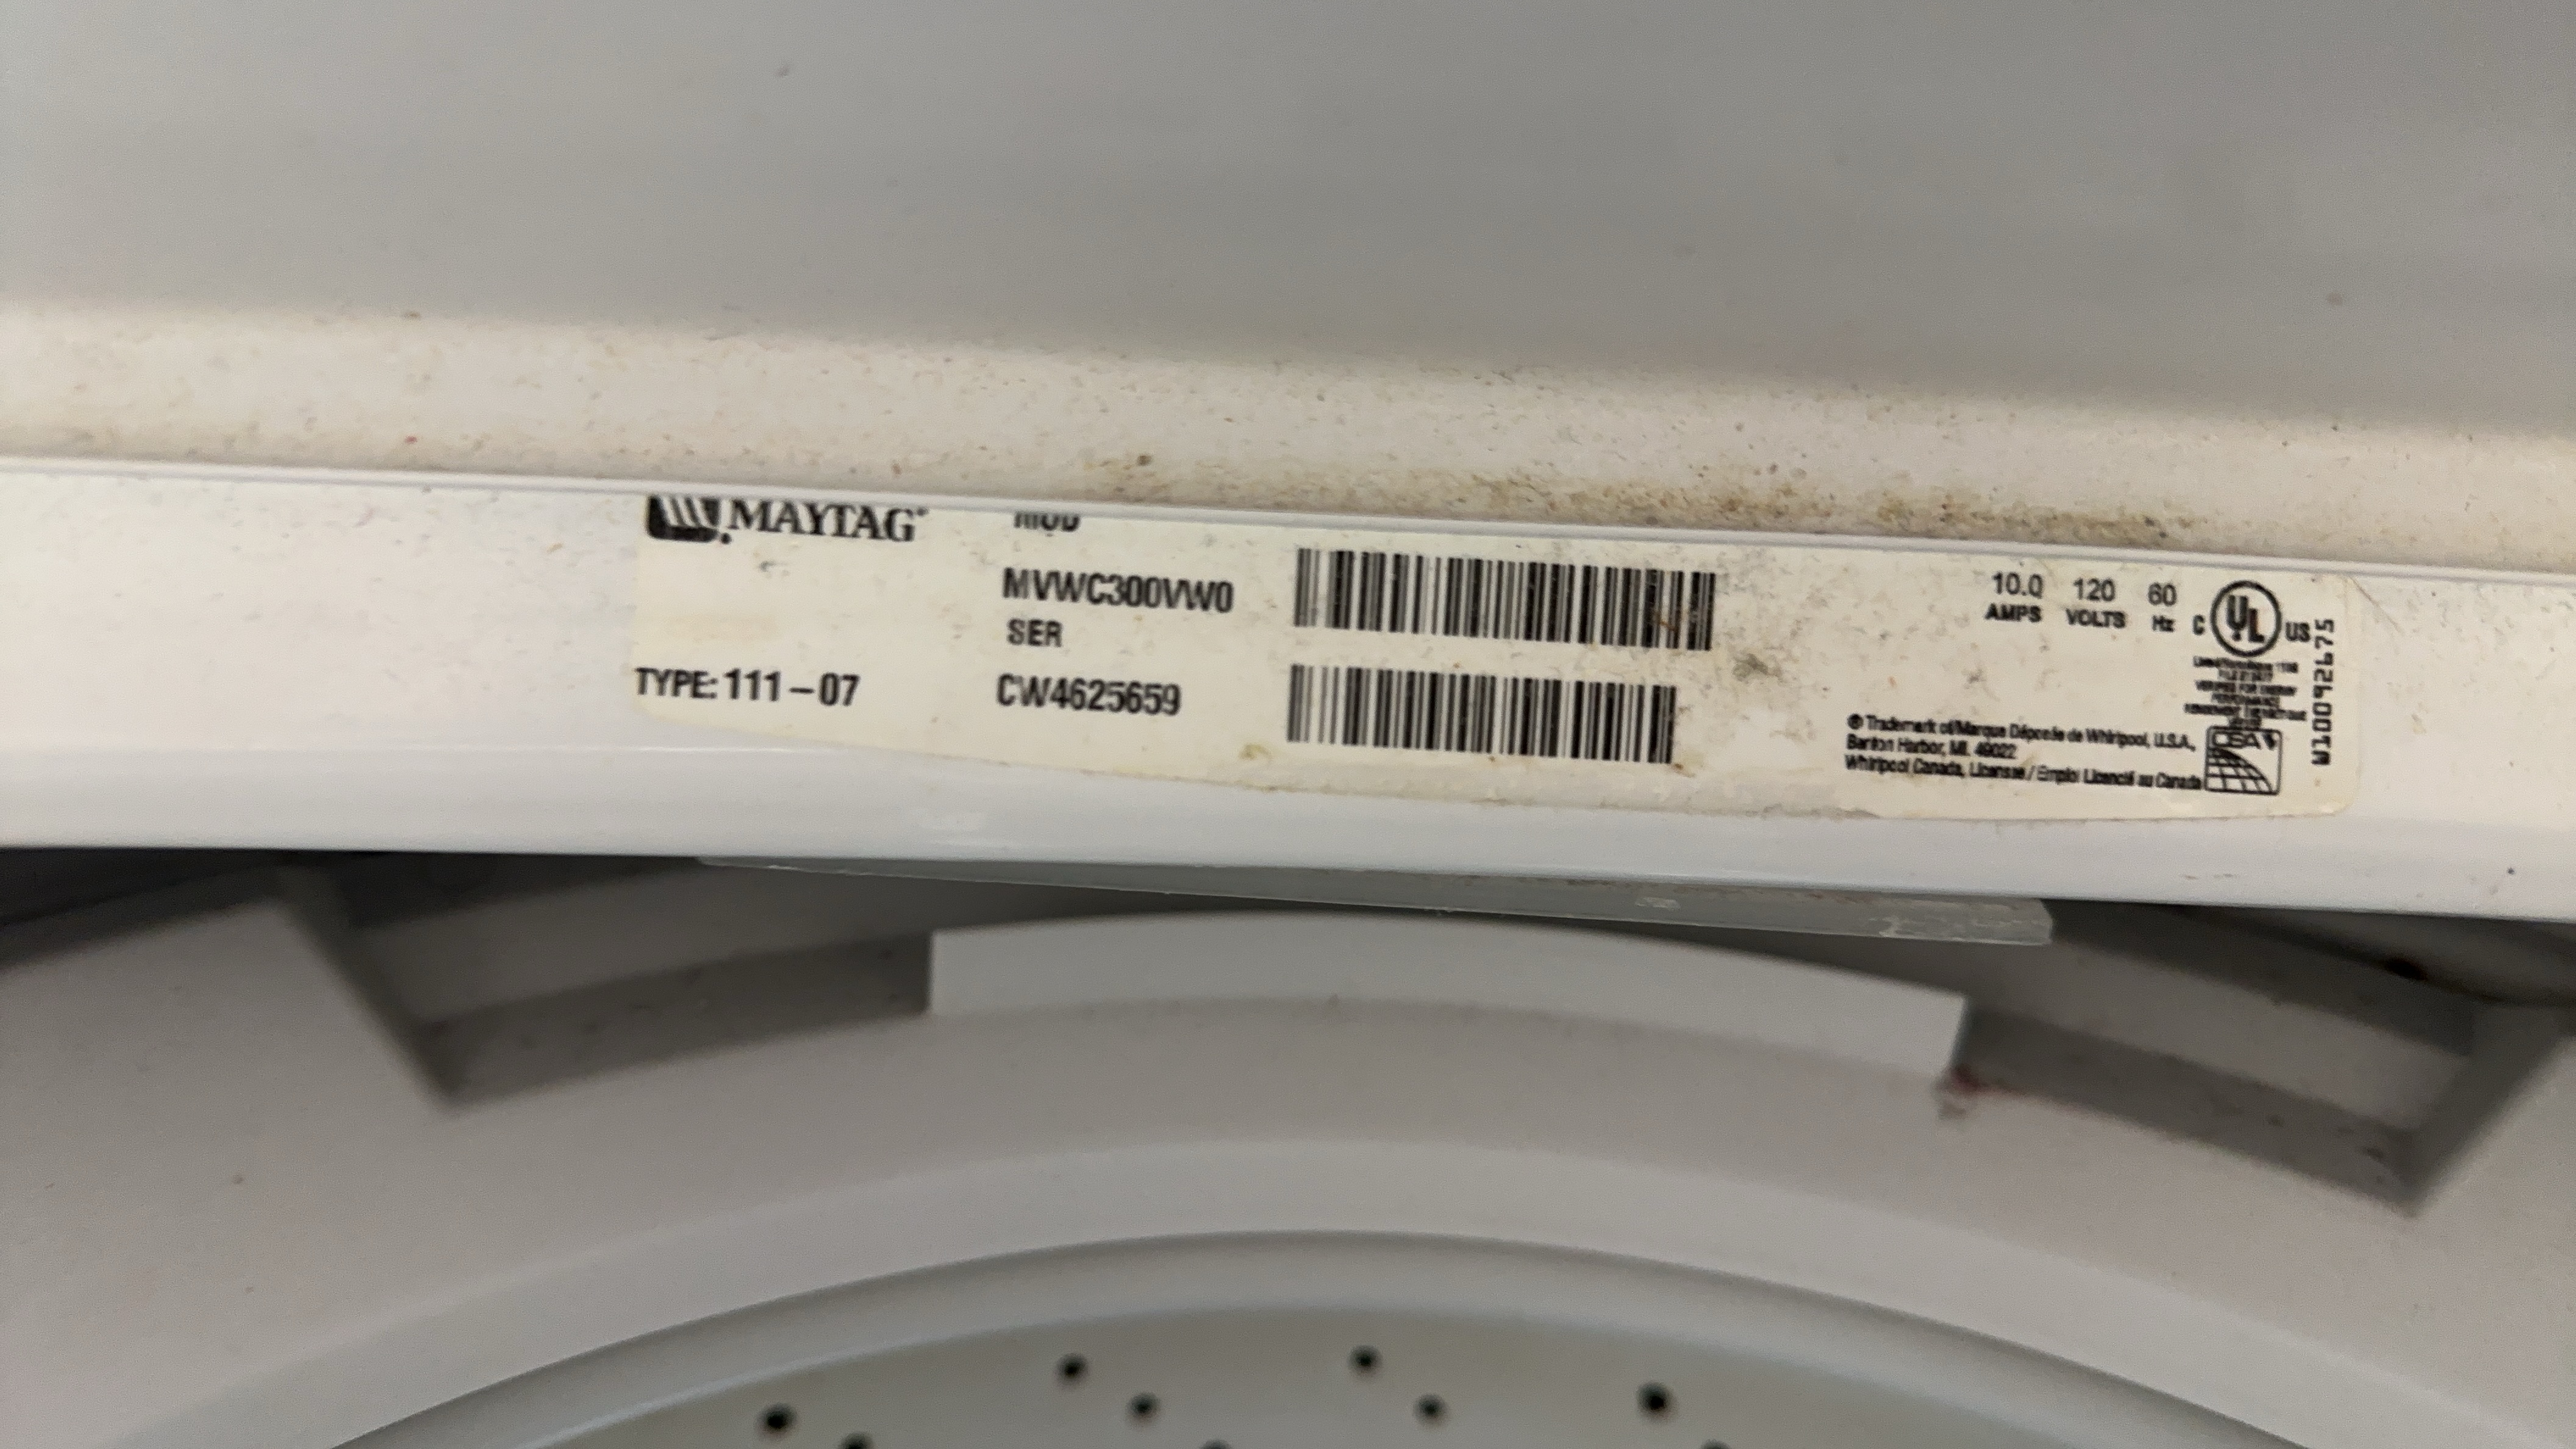 MAYTAG®
MOD
MVWC300VW0
SER
TYPE: 111-07
CW4625659
10.0 120 60
AMPS VOLTS Hz
C UL US
W10092675
® Trademark of/Marque Déposée de Whirlpool, U.S.A.,
Benton Harbor, MI. 49022
Whirlpool Canada, Licensee / Emploi Licencié au Canada